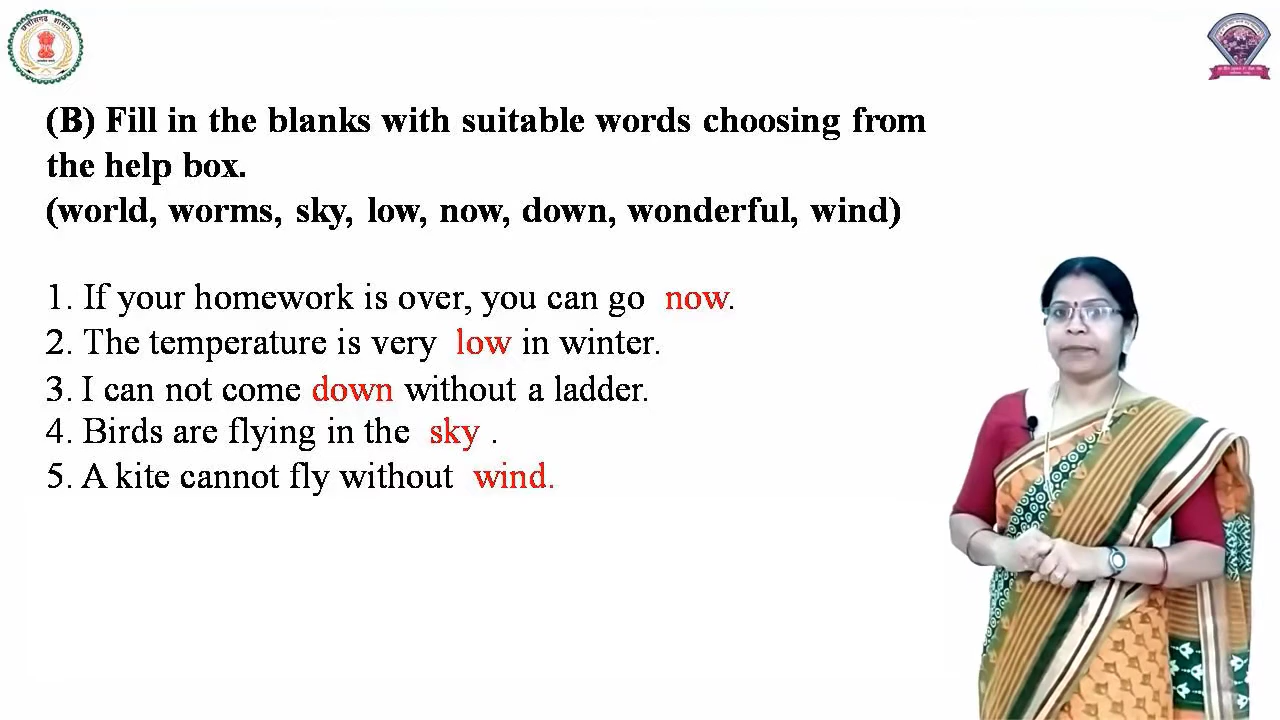 छत्तीसगढ़ शासन
(B) Fill in the blanks with suitable words choosing from
the help box.
(world, worms, sky, low, now, down, wonderful, wind)
1. If your homework is over, you can go now.
2. The temperature is very low in winter.
3. I can not come down without a ladder.
4. Birds are flying in the sky .
5. A kite cannot fly without wind.